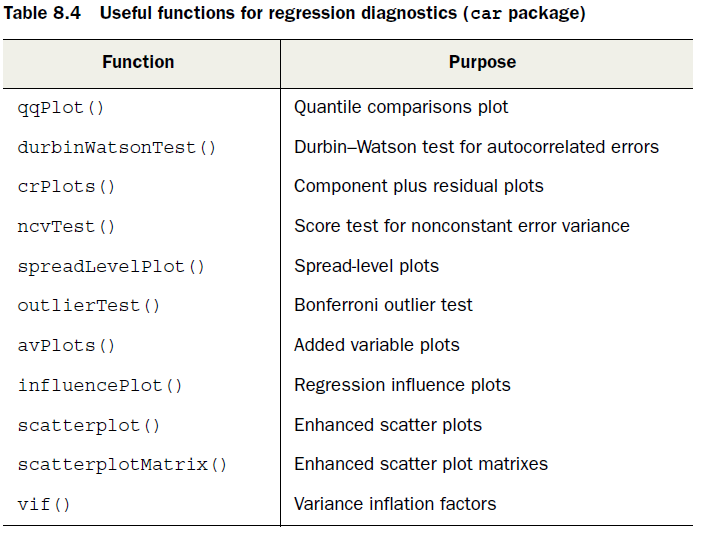 Table 8.4 Useful functions for regression diagnostics (car package)
Function Purpose
qqPlot() Quantile comparisons plot
durbinWatsonTest() Durbin–Watson test for autocorrelated errors
crPlots() Component plus residual plots
ncvTest() Score test for nonconstant error variance
spreadLevelPlot() Spread-level plots
outlierTest() Bonferroni outlier test
avPlots() Added variable plots
influencePlot() Regression influence plots
scatterplot() Enhanced scatter plots
scatterplotMatrix() Enhanced scatter plot matrixes
vif() Variance inflation factors